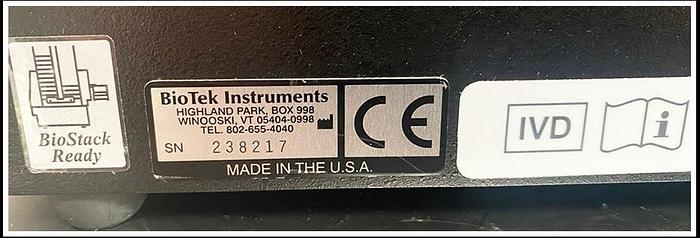 BioStack
Ready
BioTek Instruments
HIGHLAND PARK, BOX 998
WINOOSKI, VT 05404-0998
TEL. 802-655-4040
SN 238217
MADE IN THE U.S.A.
CE
IVD
i